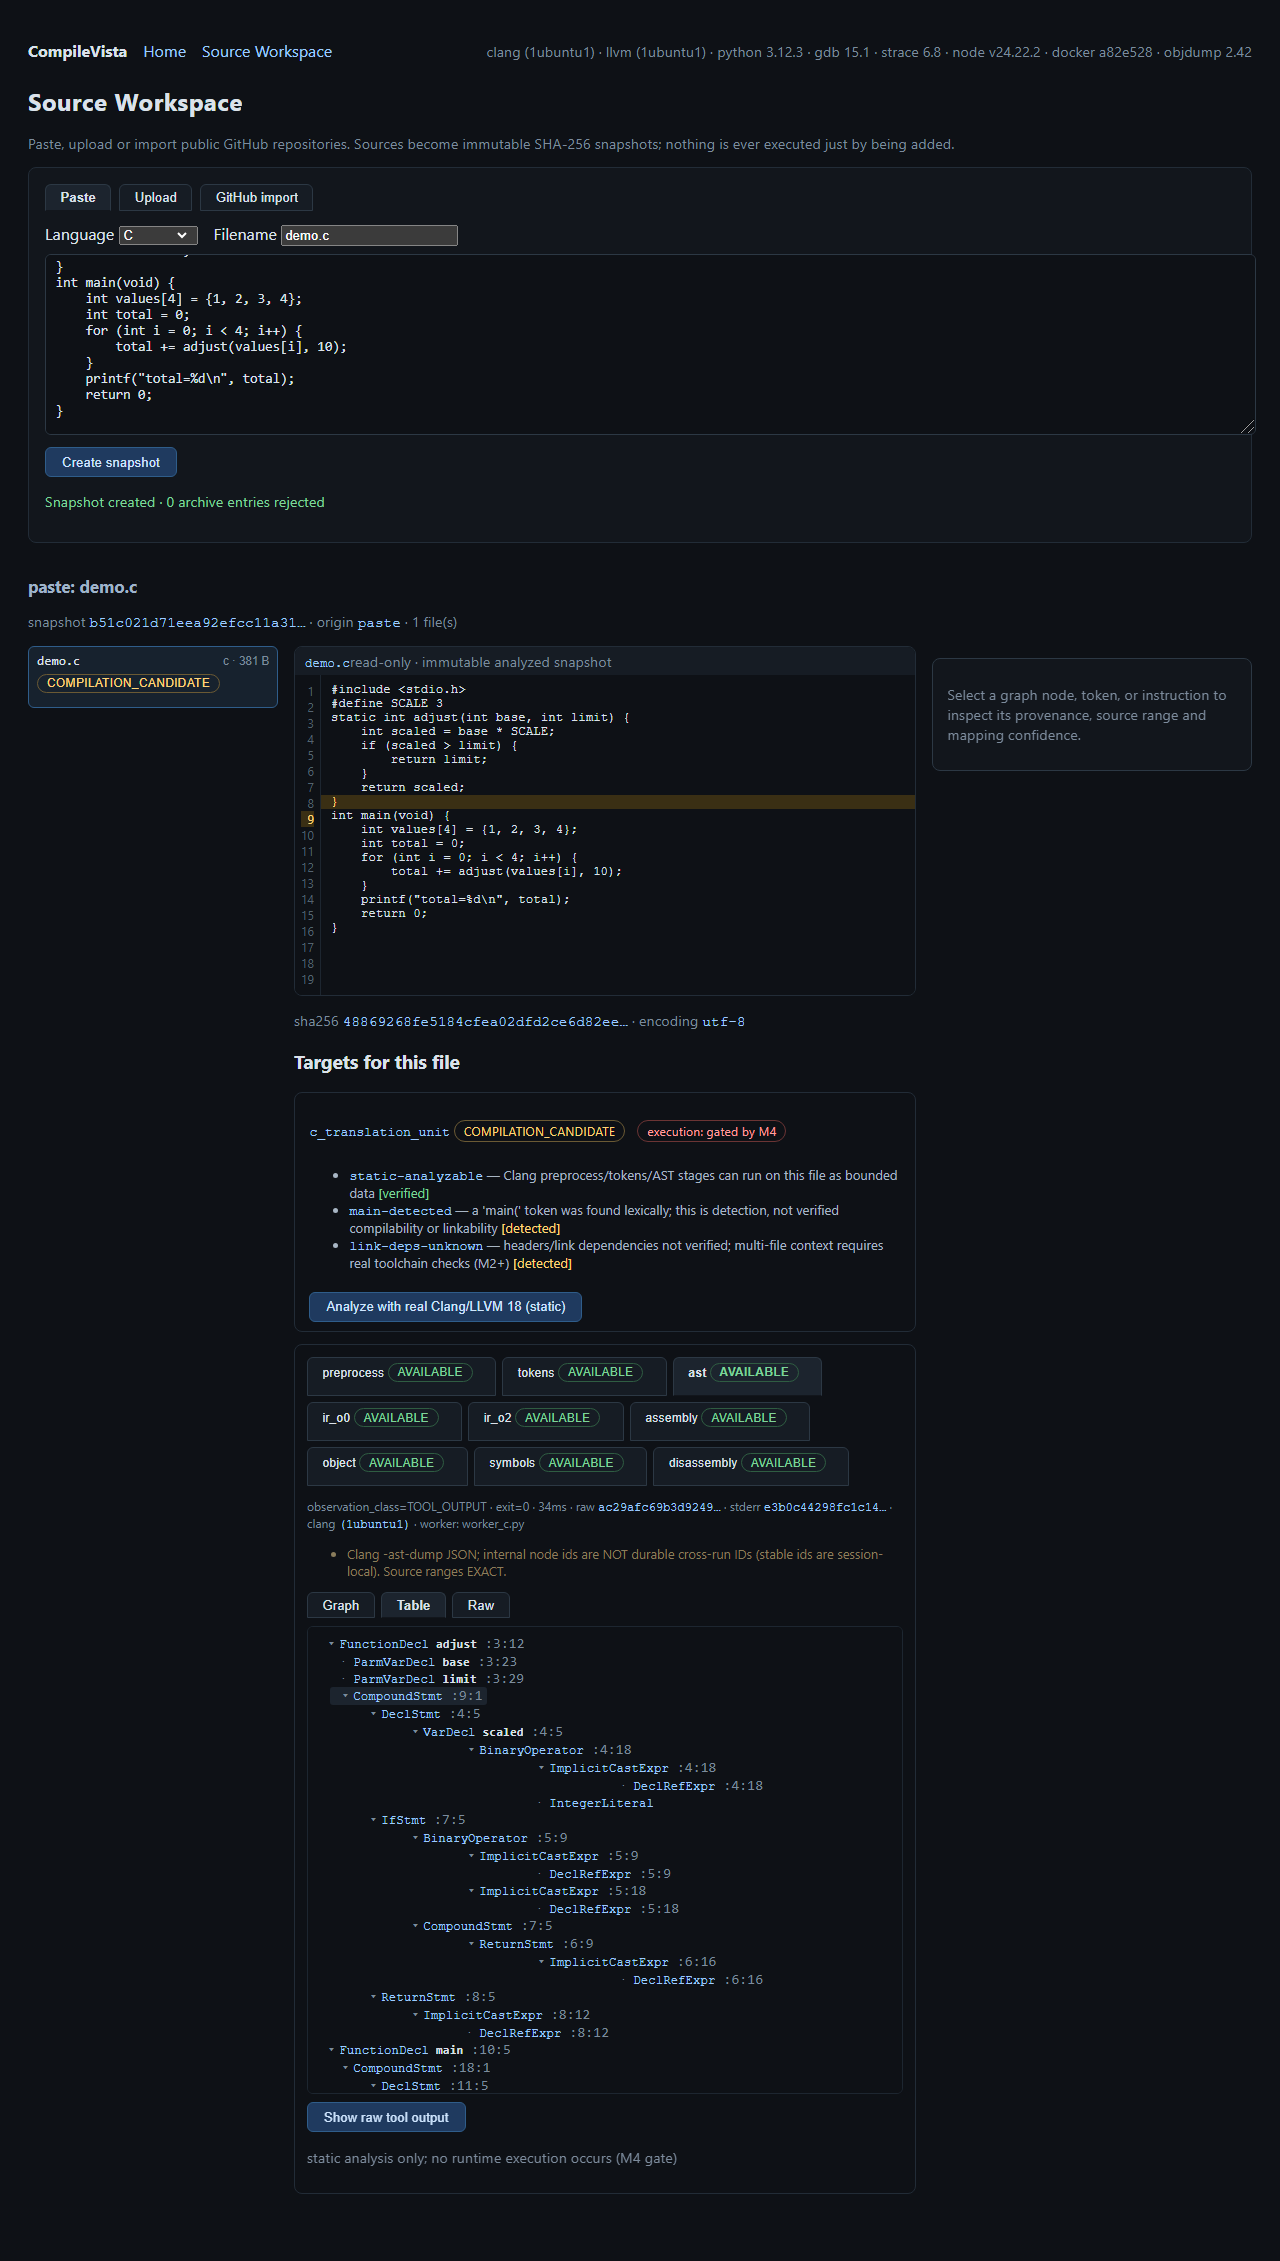 CompileVista Home Source Workspace clang (1ubuntu1) · llvm (1ubuntu1) · python 3.12.3 · gdb 15.1 · strace 6.8 · node v24.22.2 · docker a82e528 · objdump 2.42
Source Workspace
Paste, upload or import public GitHub repositories. Sources become immutable SHA-256 snapshots; nothing is ever executed just by being added.
Paste Upload GitHub import
Language C Filename demo.c
}
int main(void) {
    int values[4] = {1, 2, 3, 4};
    int total = 0;
    for (int i = 0; i < 4; i++) {
        total += adjust(values[i], 10);
    }
    printf("total=%d\n", total);
    return 0;
}
Create snapshot
Snapshot created · 0 archive entries rejected
paste: demo.c
snapshot b51c021d71eea92efcc11a31… · origin paste · 1 file(s)
demo.c c · 381 B
COMPILATION_CANDIDATE
demo.cread-only · immutable analyzed snapshot
1 #include <stdio.h>
2 #define SCALE 3
3 static int adjust(int base, int limit) {
4     int scaled = base * SCALE;
5     if (scaled > limit) {
6         return limit;
7     }
8     return scaled;
9 }
10 int main(void) {
11     int values[4] = {1, 2, 3, 4};
12     int total = 0;
13     for (int i = 0; i < 4; i++) {
14         total += adjust(values[i], 10);
15     }
16     printf("total=%d\n", total);
17     return 0;
18 }
19
Select a graph node, token, or instruction to
inspect its provenance, source range and
mapping confidence.
sha256 48869268fe5184cfea02dfd2ce6d82ee… · encoding utf-8
Targets for this file
c_translation_unit COMPILATION_CANDIDATE execution: gated by M4
• static-analyzable — Clang preprocess/tokens/AST stages can run on this file as bounded
data [verified]
• main-detected — a 'main(' token was found lexically; this is detection, not verified
compilability or linkability [detected]
• link-deps-unknown — headers/link dependencies not verified; multi-file context requires
real toolchain checks (M2+) [detected]
Analyze with real Clang/LLVM 18 (static)
preprocess AVAILABLE tokens AVAILABLE ast AVAILABLE
ir_o0 AVAILABLE ir_o2 AVAILABLE assembly AVAILABLE
object AVAILABLE symbols AVAILABLE disassembly AVAILABLE
observation_class=TOOL_OUTPUT · exit=0 · 34ms · raw ac29afc69b3d9249… · stderr e3b0c44298fc1c14… ·
clang (1ubuntu1) · worker: worker_c.py
• Clang -ast-dump JSON; internal node ids are NOT durable cross-run IDs (stable ids are session-
local). Source ranges EXACT.
Graph Table Raw
▾ FunctionDecl adjust :3:12
· ParmVarDecl base :3:23
· ParmVarDecl limit :3:29
▾ CompoundStmt :9:1
▾ DeclStmt :4:5
▾ VarDecl scaled :4:5
▾ BinaryOperator :4:18
▾ ImplicitCastExpr :4:18
· DeclRefExpr :4:18
· IntegerLiteral
▾ IfStmt :7:5
▾ BinaryOperator :5:9
▾ ImplicitCastExpr :5:9
· DeclRefExpr :5:9
▾ ImplicitCastExpr :5:18
· DeclRefExpr :5:18
▾ CompoundStmt :7:5
▾ ReturnStmt :6:9
▾ ImplicitCastExpr :6:16
· DeclRefExpr :6:16
▾ ReturnStmt :8:5
▾ ImplicitCastExpr :8:12
· DeclRefExpr :8:12
▾ FunctionDecl main :10:5
▾ CompoundStmt :18:1
▾ DeclStmt :11:5
Show raw tool output
static analysis only; no runtime execution occurs (M4 gate)